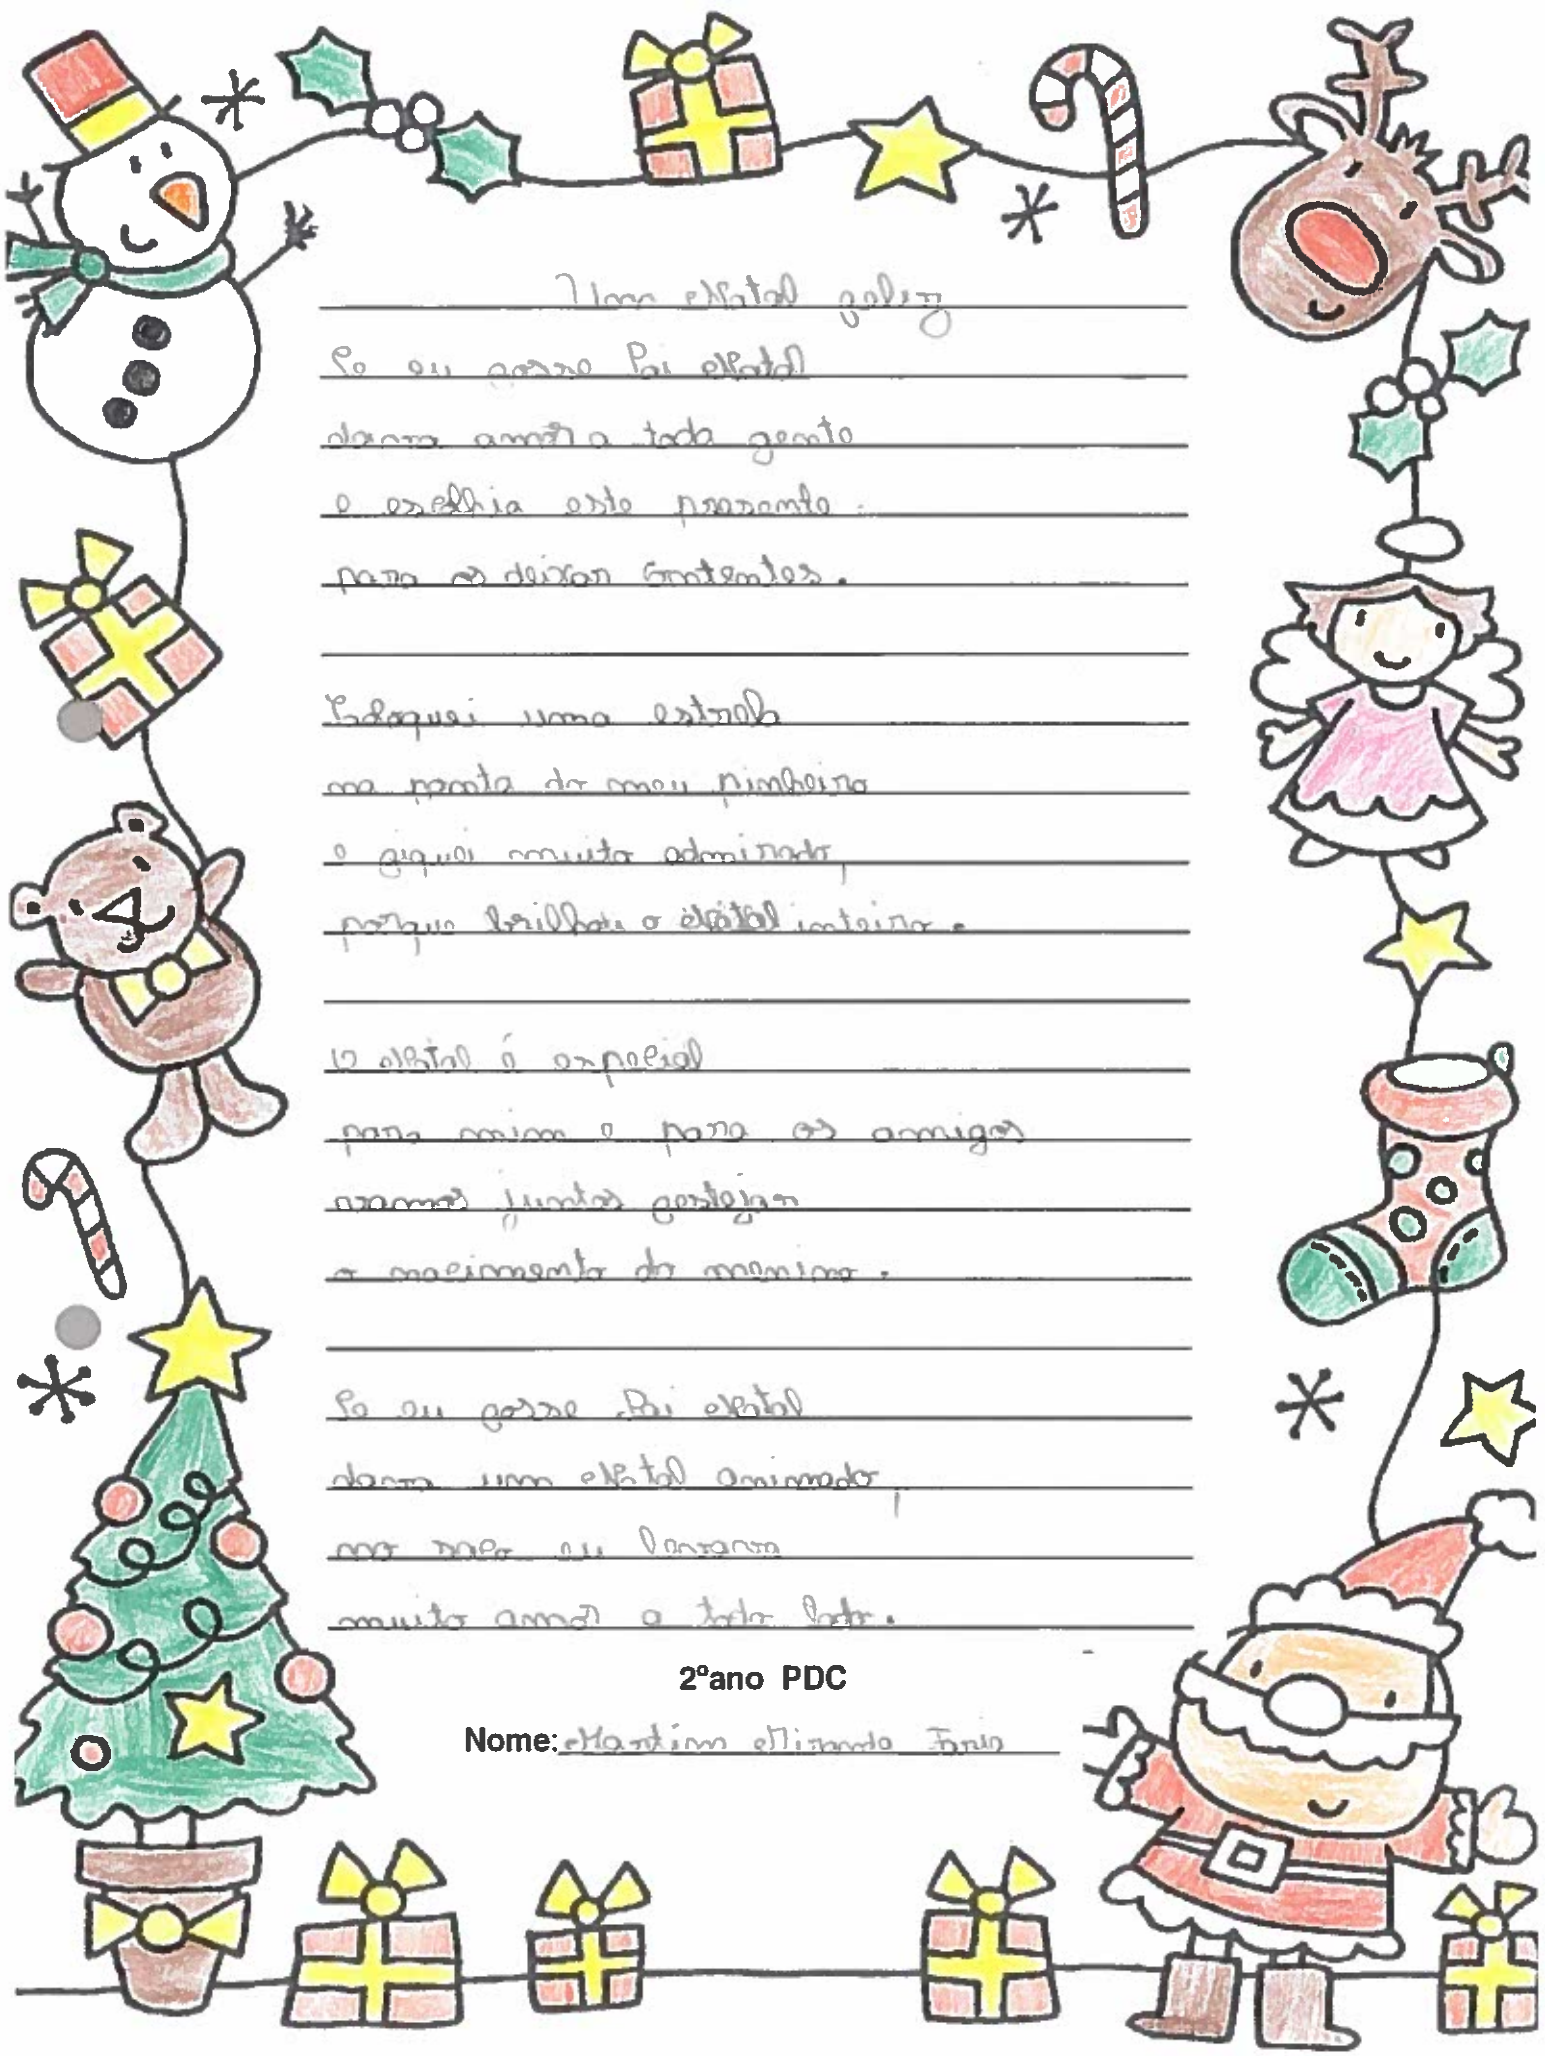 Um Natal feliz
Se eu fosse Pai Natal
dava amor a toda gente
e escolhia este presente
para os deixar contentes.
Coloquei uma estrela
na ponta do meu pinheiro
e fiquei muito admirado,
porque brilhou o Natal inteiro.
O Natal é especial
para mim e para os amigos
vamos juntos festejar
o nascimento do menino.
Se eu fosse Pai Natal
dava um Natal animado,
no saco eu levava
muito amor a todo lado.
2ºano PDC
Nome: Martim Miranda Faria